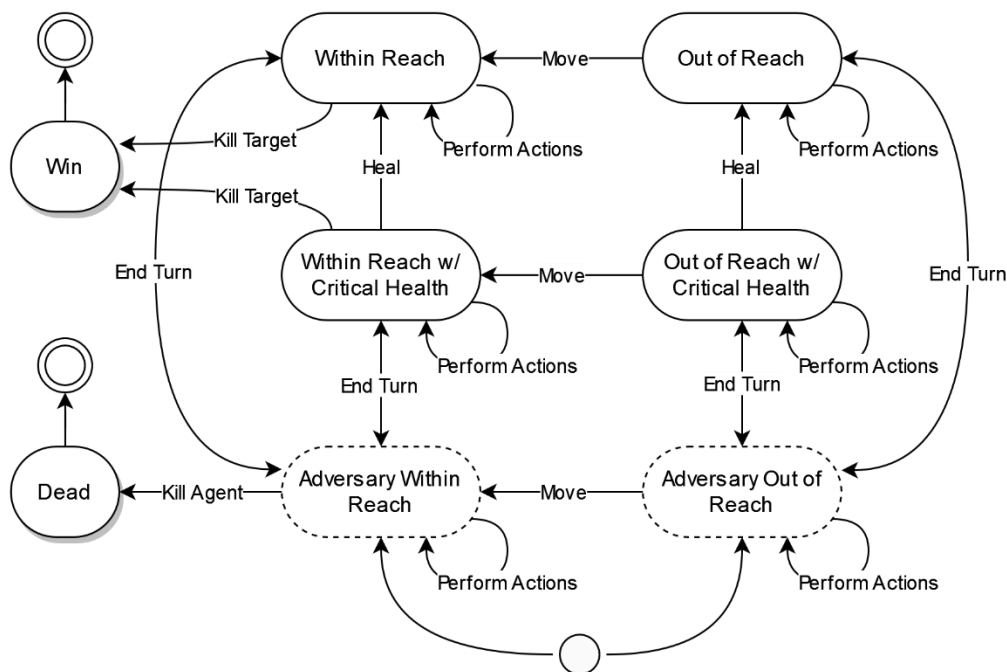 Within Reach
Move
Out of Reach
Kill Target
Perform Actions
Perform Actions
Win
Heal
Heal
Kill Target
End Turn
Within Reach w/
Critical Health
Move
Out of Reach w/
Critical Health
End Turn
Perform Actions
Perform Actions
End Turn
End Turn
Dead
Kill Agent
Adversary Within
Reach
Move
Adversary Out of
Reach
Perform Actions
Perform Actions